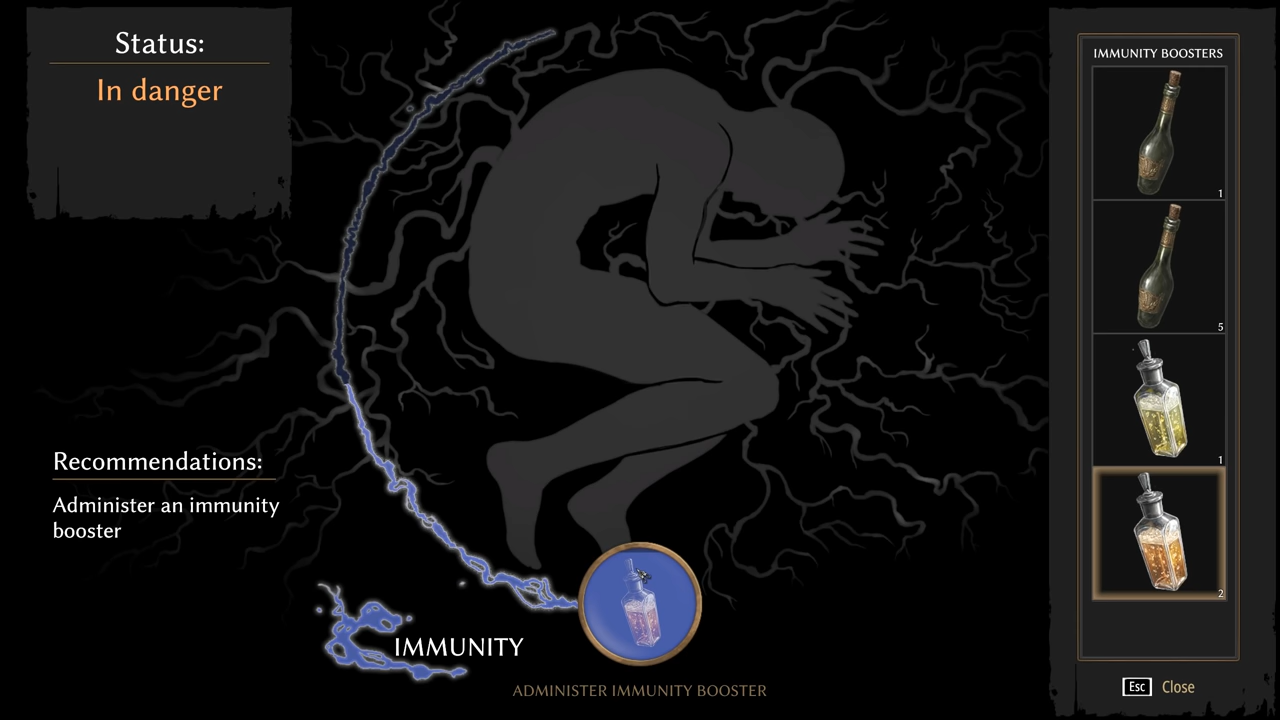 Status:
In danger
IMMUNITY BOOSTERS
1
5
1
2
Recommendations:
Administer an immunity
booster
IMMUNITY
ADMINISTER IMMUNITY BOOSTER
Esc Close